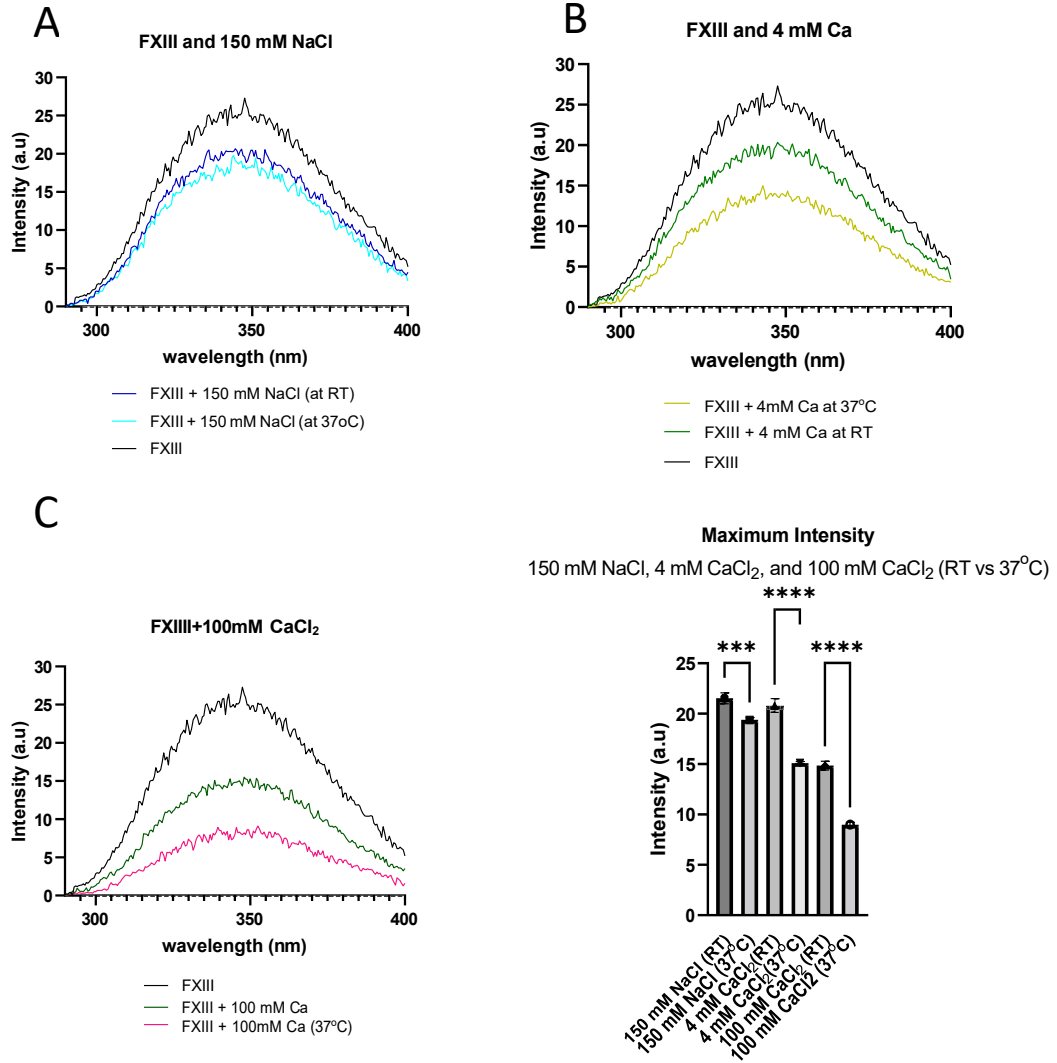 A
FXIII and 150 mM NaCl
30
25
20
15
10
5
0
Intensity (a.u)
300
350
400
wavelength (nm)
FXIII + 150 mM NaCl (at RT)
FXIII + 150 mM NaCl (at 37oC)
FXIII
B
FXIII and 4 mM Ca
30
25
20
15
10
5
0
Intensity (a.u)
300
350
400
wavelength (nm)
FXIII + 4mM Ca at 37°C
FXIII + 4 mM Ca at RT
FXIII
C
FXIIII+100mM CaCl₂
30
25
20
15
10
5
0
Intensity (a.u)
300
350
400
wavelength (nm)
FXIII
FXIII + 100 mM Ca
FXIII + 100mM Ca (37°C)
Maximum Intensity
150 mM NaCl, 4 mM CaCl₂, and 100 mM CaCl₂ (RT vs 37°C)
****
***
****
25
20
15
10
5
0
Intensity (a.u)
150 mM NaCl (RT)
150 mM NaCl (37°C)
4 mM CaCl₂(RT)
4 mM CaCl₂(37°C)
100 mM CaCl₂ (RT)
100 mM CaCl2 (37°C)